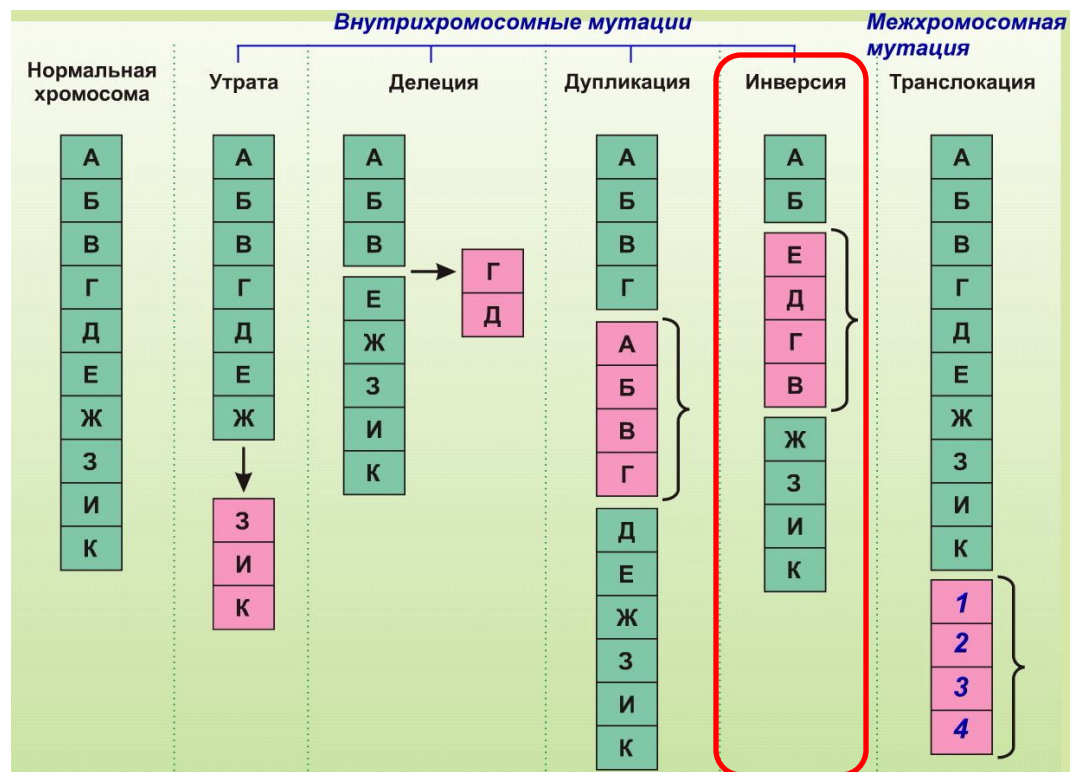 Внутрихромосомные мутации
Межхромосомная
мутация
Нормальная
хромосома
Утрата
Делеция
Дупликация
Инверсия
Транслокация
А
Б
В
Г
Д
Е
Ж
З
И
К
А
Б
В
Г
Д
Е
Ж
З
И
К
А
Б
В
Е
Ж
З
И
К
Г
Д
А
Б
В
Г
А
Б
В
Г
Д
Е
Ж
З
И
К
А
Б
Е
Д
Г
В
Ж
З
И
К
А
Б
В
Г
Д
Е
Ж
З
И
К
1
2
3
4